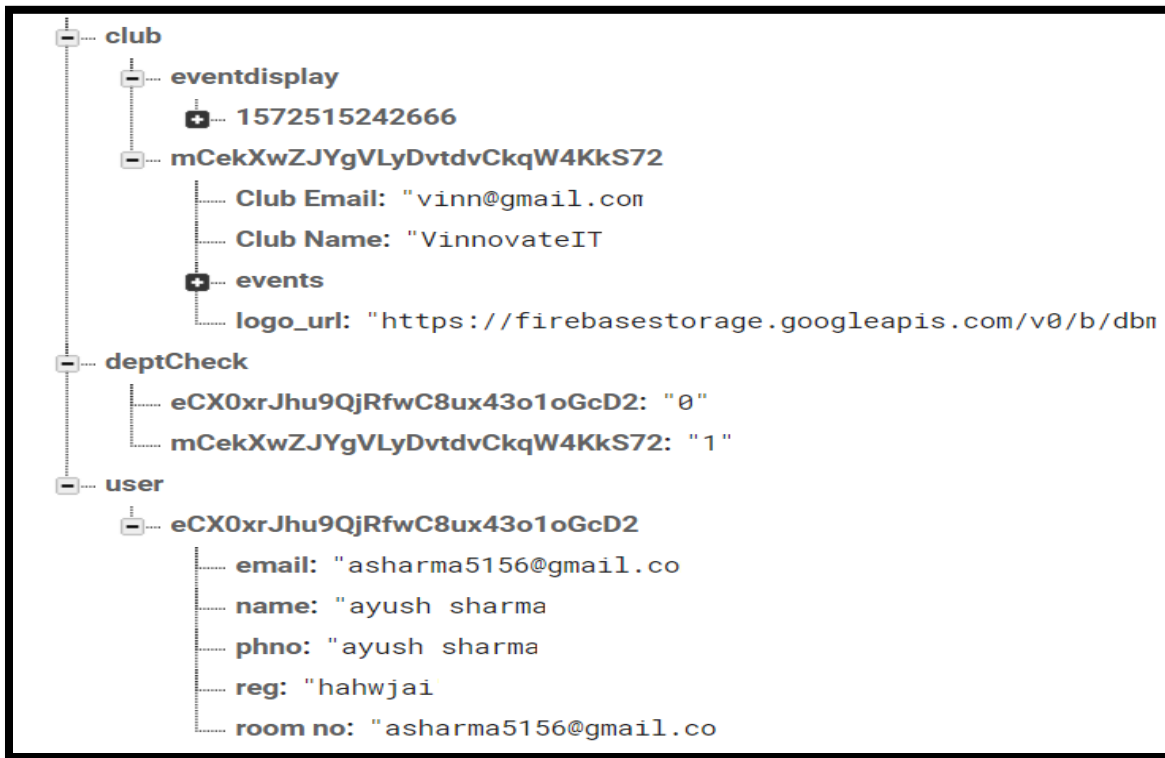 club
eventdisplay
1572515242666
mCekXwZJYgVLyDvtdvCkqW4KkS72
Club Email: "vinn@gmail.com
Club Name: "VinnovateIT
events
logo_url: "https://firebasestorage.googleapis.com/v0/b/dbm
deptCheck
eCX0xrJhu9QjRfwC8ux43o1oGcD2: "0"
mCekXwZJYgVLyDvtdvCkqW4KkS72: "1"
user
eCX0xrJhu9QjRfwC8ux43o1oGcD2
email: "asharma5156@gmail.co
name: "ayush sharma
phno: "ayush sharma
reg: "hahwjai
room no: "asharma5156@gmail.co